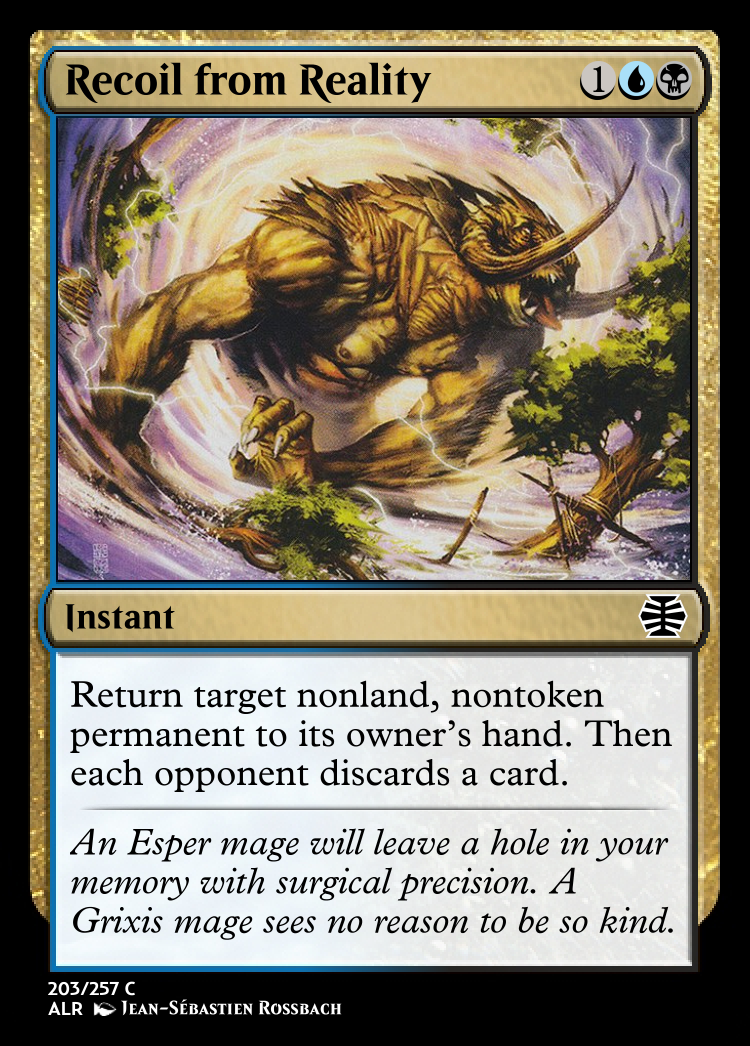 Recoil from Reality
1
Instant
Return target nonland, nontoken
permanent to its owner's hand. Then
each opponent discards a card.
An Esper mage will leave a hole in your
memory with surgical precision. A
Grixis mage sees no reason to be so kind.
203/257 C
ALR Jean-Sébastien Rossbach